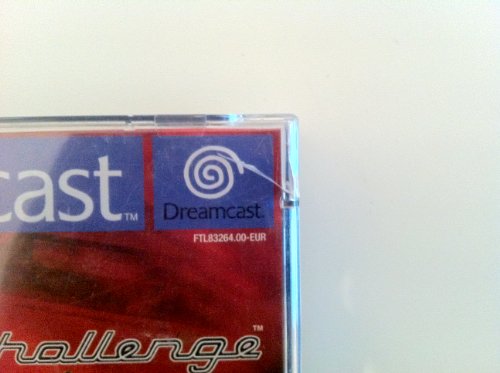 cast™
Dreamcast.
FTL83264.00-EUR
hallenge™